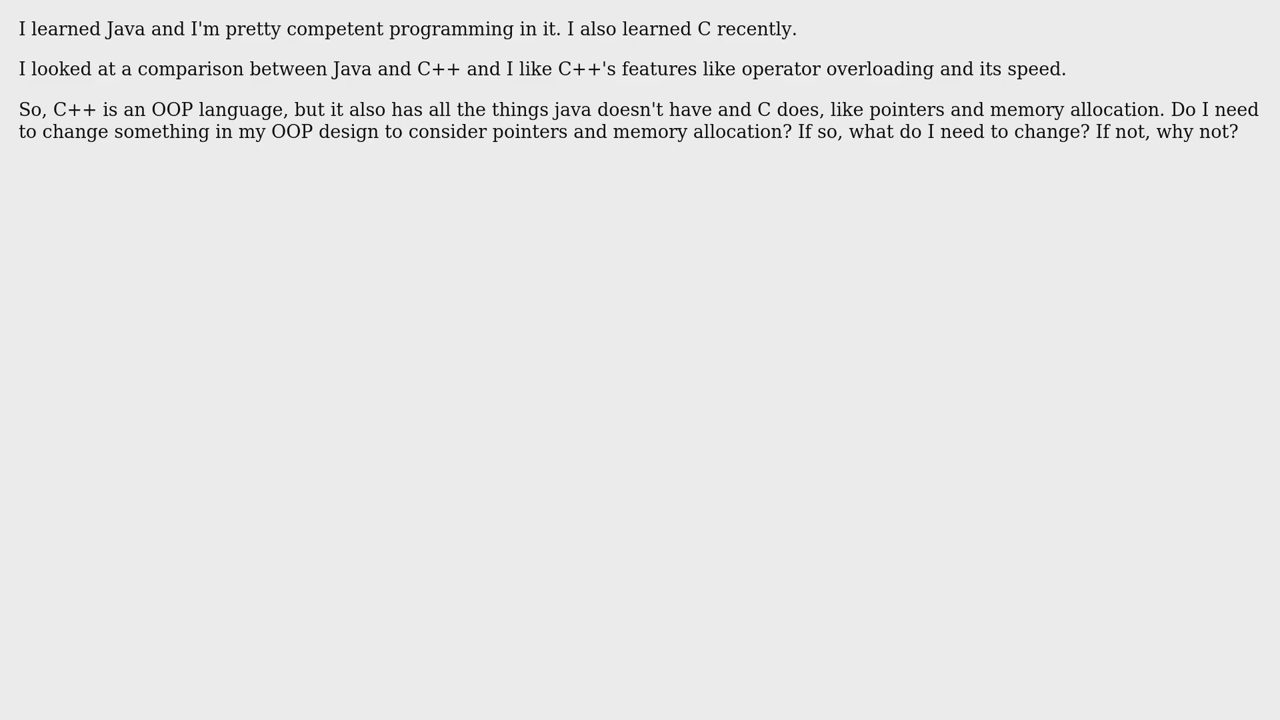 I learned Java and I'm pretty competent programming in it. I also learned C recently.
I looked at a comparison between Java and C++ and I like C++'s features like operator overloading and its speed.
So, C++ is an OOP language, but it also has all the things java doesn't have and C does, like pointers and memory allocation. Do I need
to change something in my OOP design to consider pointers and memory allocation? If so, what do I need to change? If not, why not?